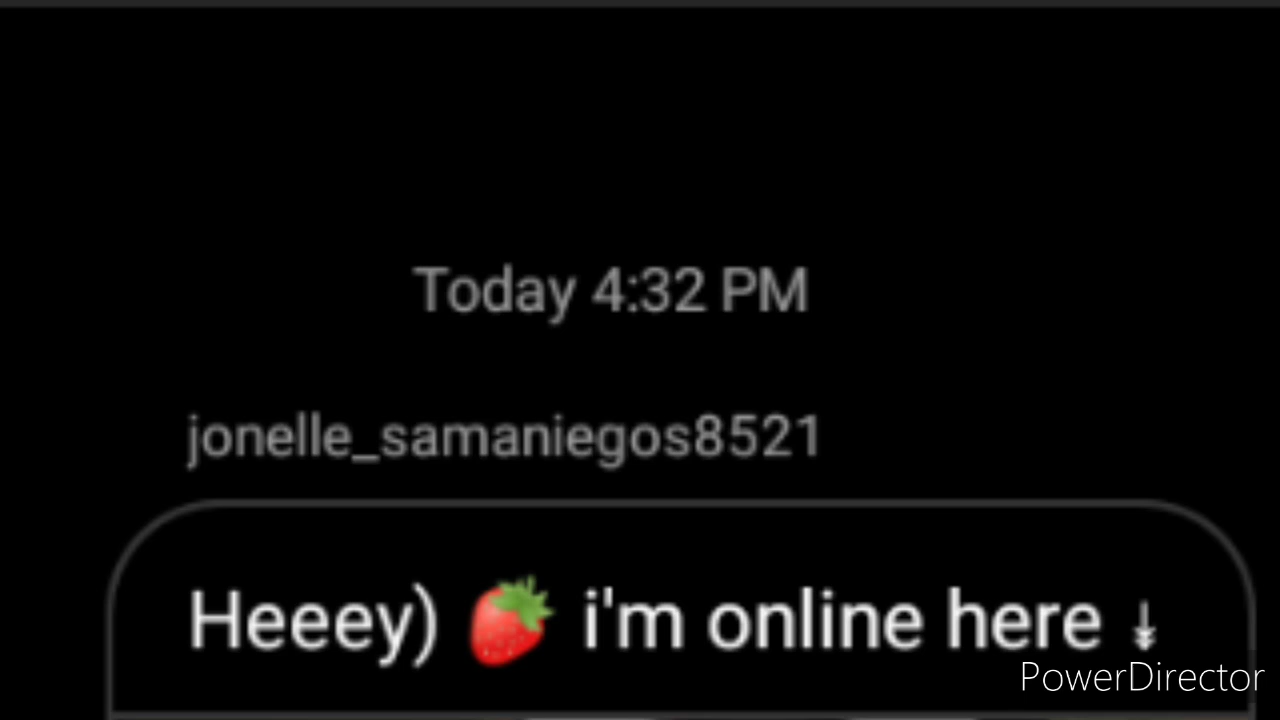 Today 4:32 PM
jonelle_samaniegos8521
Heeey) 🍓 i'm online here ↡
PowerDirector